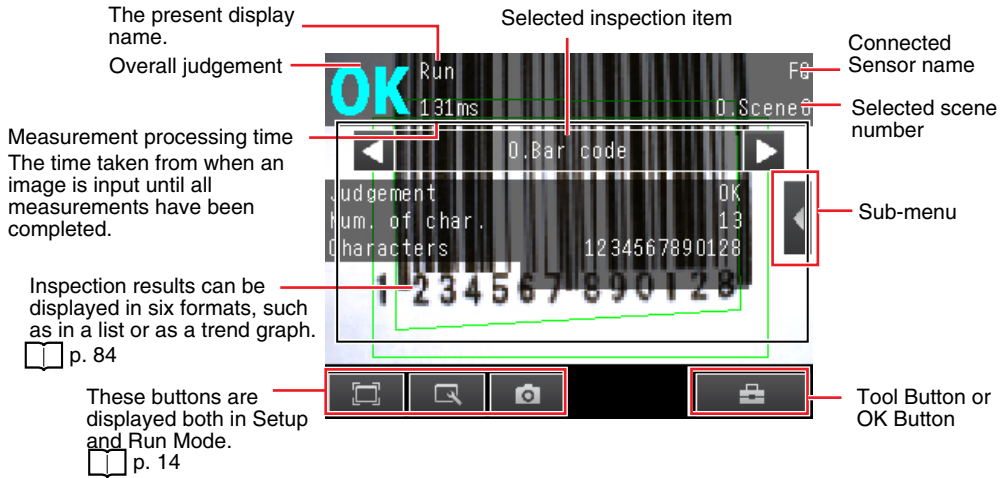 The present display
name.
Selected inspection item
Overall judgement
Connected
Sensor name
OK
Run
FQ
131ms
0.Scene0
Selected scene
number
Measurement processing time
The time taken from when an
image is input until all
measurements have been
completed.
0.Bar code
Judgement
OK
Num. of char.
13
Characters
1234567890128
Sub-menu
1 234567 890128
Inspection results can be
displayed in six formats, such
as in a list or as a trend graph.
p. 84
These buttons are
displayed both in Setup
and Run Mode.
p. 14
Tool Button or
OK Button